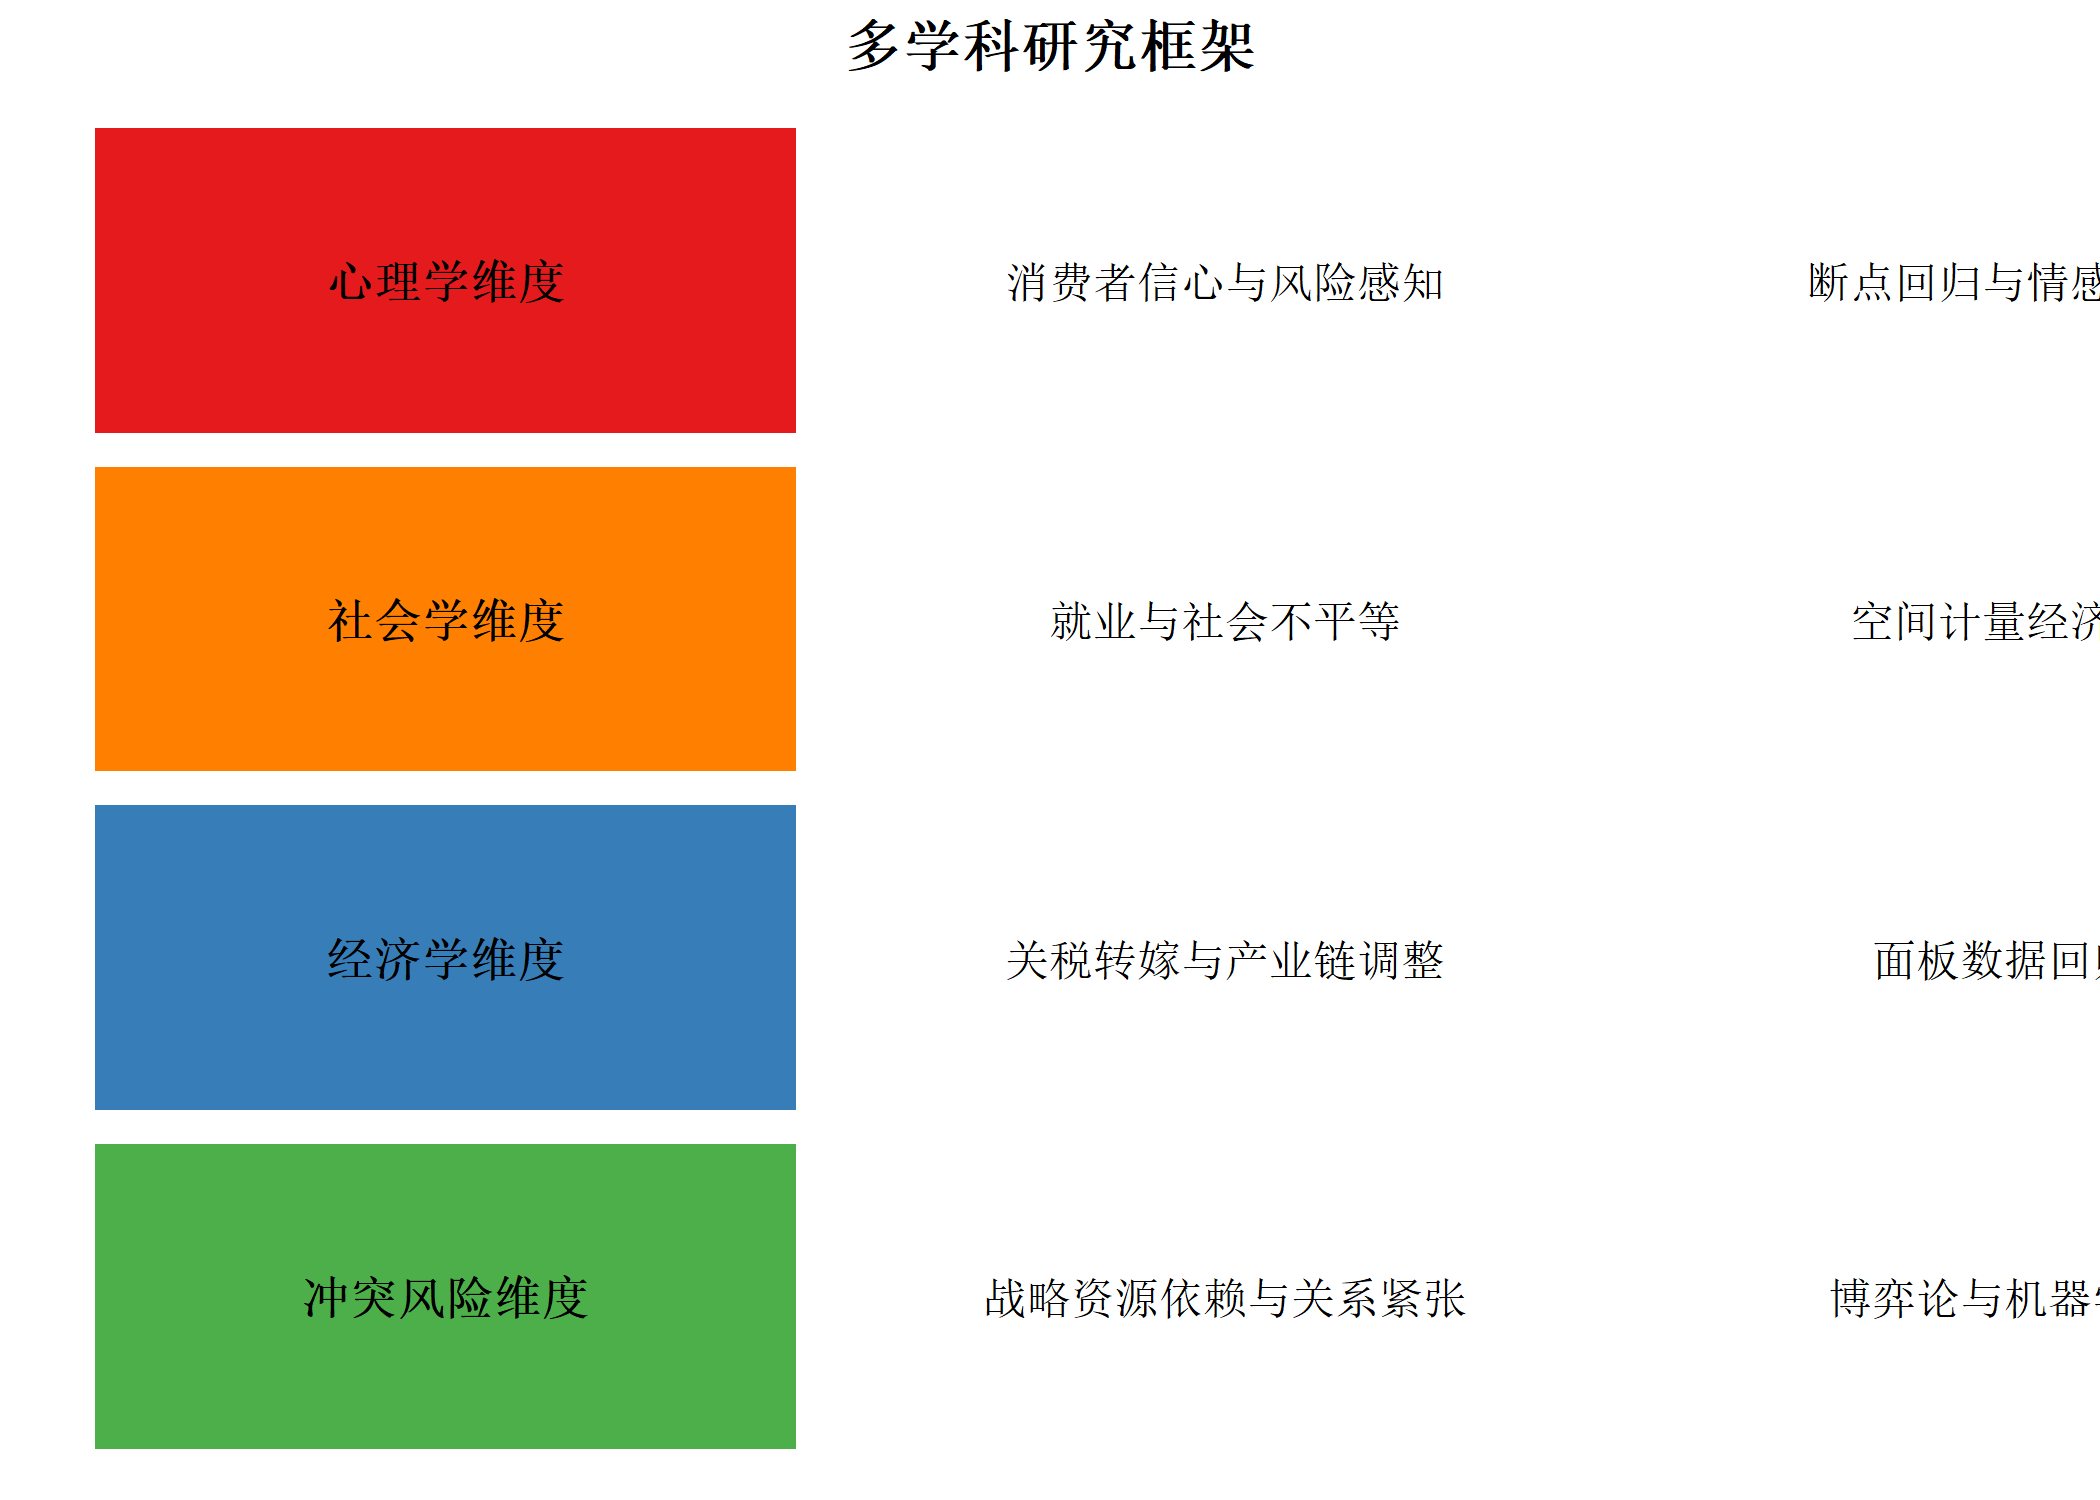 多学科研究框架
心理学维度 消费者信心与风险感知 断点回归与情感
社会学维度 就业与社会不平等 空间计量经济
经济学维度 关税转嫁与产业链调整 面板数据回归
冲突风险维度 战略资源依赖与关系紧张 博弈论与机器学